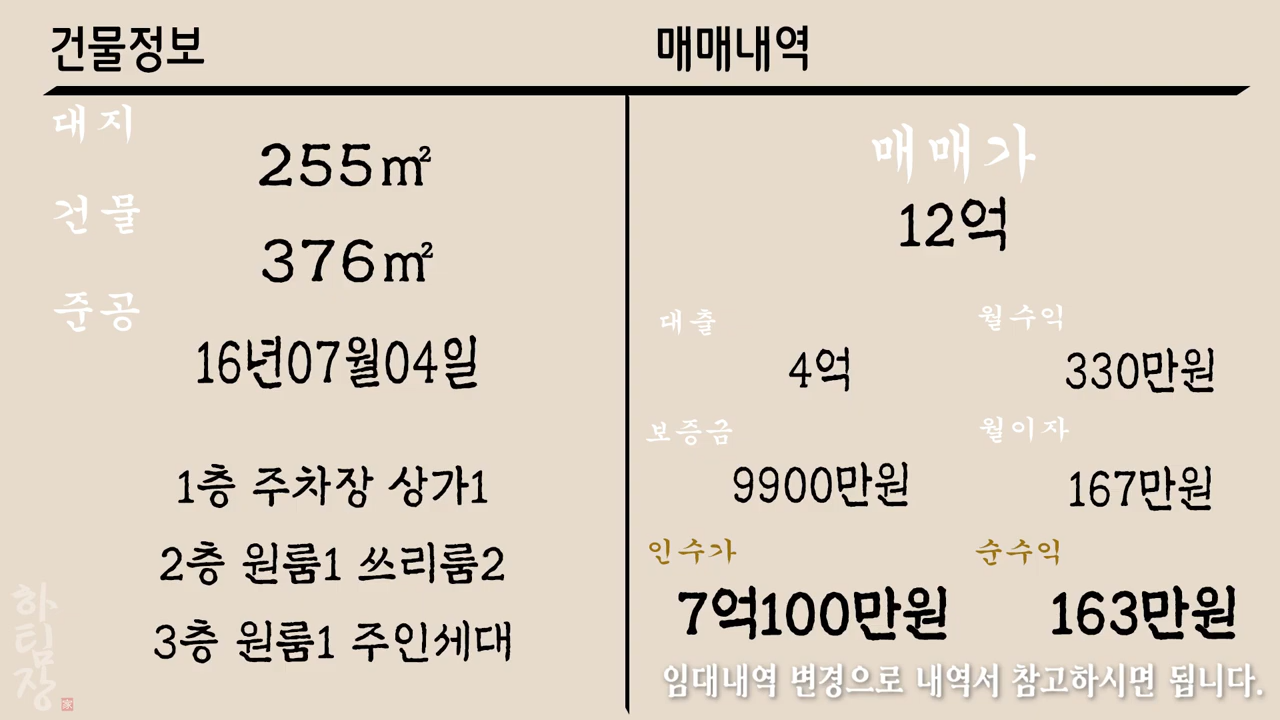 건물정보
대지
255㎡
건물
376㎡
준공
16년07월04일
1층 주차장 상가1
2층 원룸1 쓰리룸2
3층 원룸1 주인세대
하팀장
매매내역
매매가
12억
대출
4억
월수익
330만원
보증금
9900만원
월이자
167만원
인수가
7억100만원
순수익
163만원
임대내역 변경으로 내역서 참고하시면 됩니다.